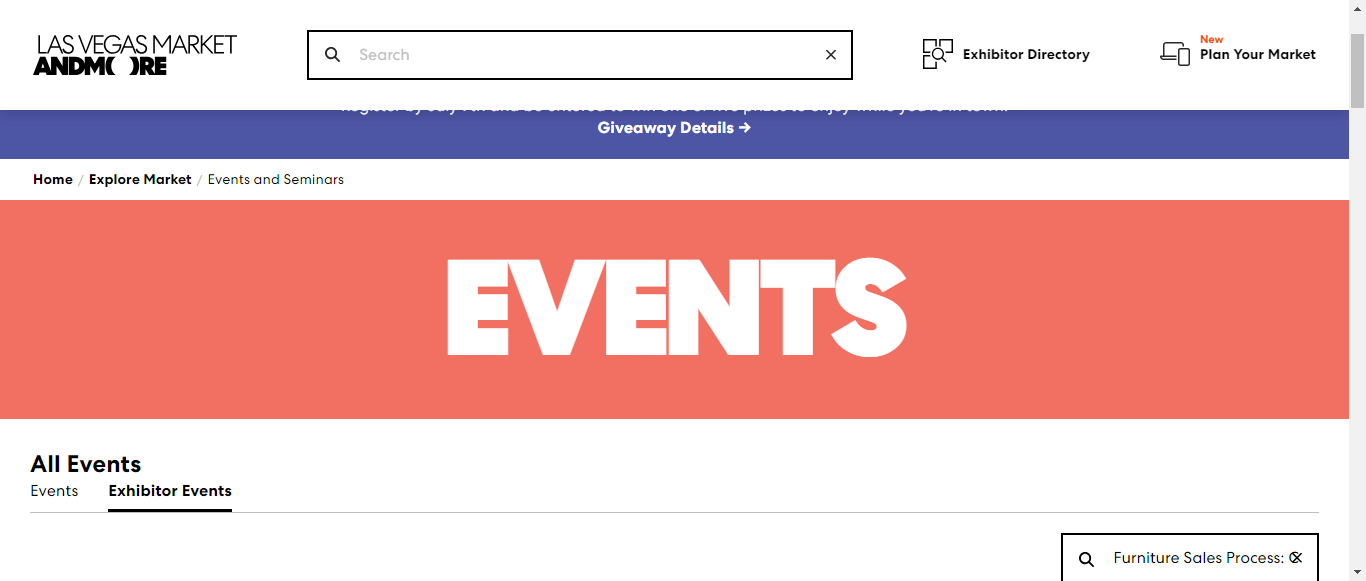 LAS VEGAS MARKET
ANDMORE
Search
Exhibitor Directory
New
Plan Your Market
Giveaway Details →
Home / Explore Market / Events and Seminars
EVENTS
All Events
Events
Exhibitor Events
Furniture Sales Process: